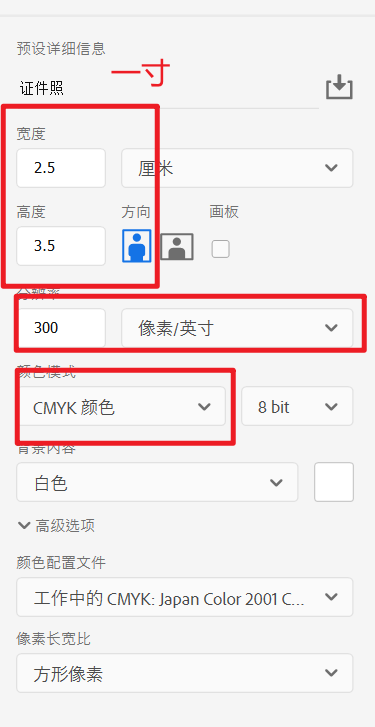 预设详细信息
一寸
证件照
宽度
2.5 厘米
高度 方向 画板
3.5
分辨率
300 像素/英寸
颜色模式
CMYK 颜色 8 bit
背景内容
白色
高级选项
颜色配置文件
工作中的 CMYK: Japan Color 2001 C...
像素长宽比
方形像素